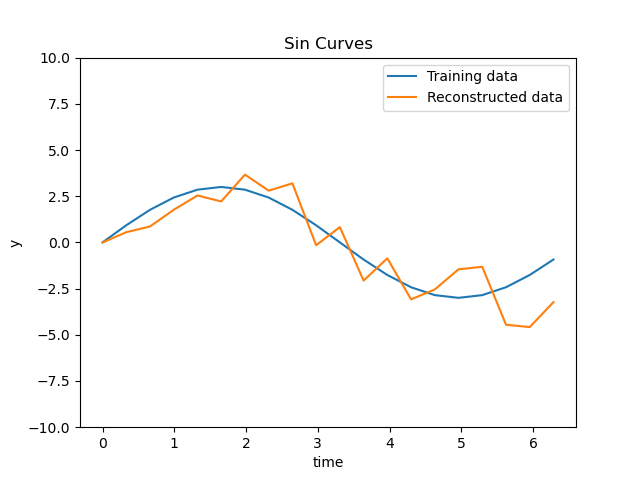 Sin Curves
Training data
Reconstructed data
10.0
7.5
5.0
2.5
0.0
−2.5
−5.0
−7.5
−10.0
y
0 1 2 3 4 5 6
time